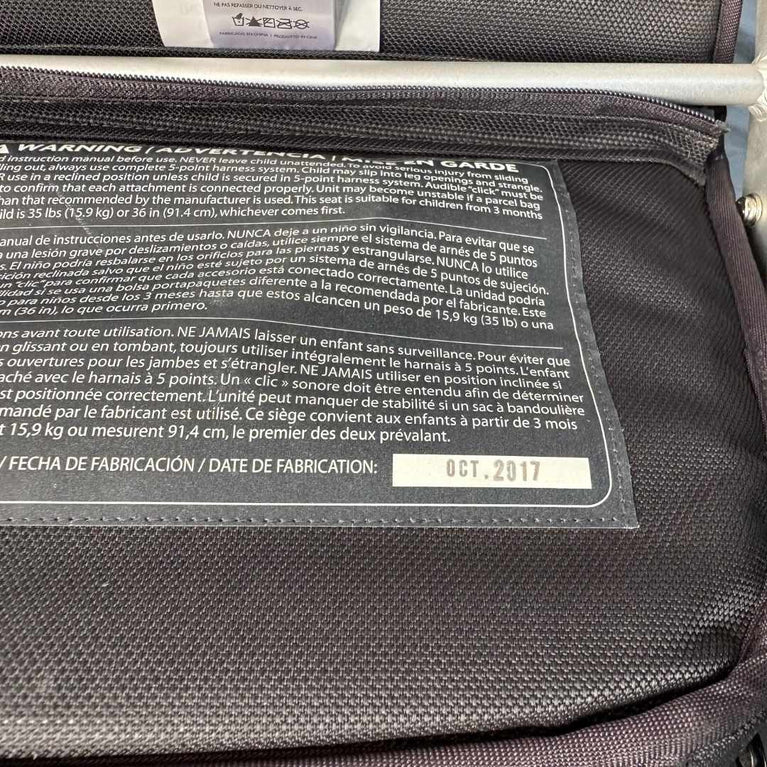 NE PAS REPASSER OU NETTOYER À SEC.
WARNING / ADVERTENCIA / MISE EN GARDE
d instruction manual before use. NEVER leave child unattended. To avoid serious injury from sliding
lling out, always use complete 5-point harness system. Child may slip into leg openings and strangle.
R use in a reclined position unless child is secured in 5-point harness system. Audible "click" must be
to confirm that each attachment is connected properly. Unit may become unstable if a parcel bag
than that recommended by the manufacturer is used. This seat is suitable for children from 3 months
ild is 35 lbs (15.9 kg) or 36 in (91.4 cm), whichever comes first.
anual de instrucciones antes de usarlo. NUNCA deje a un niño sin vigilancia. Para evitar que se
a una lesión grave por deslizamientos o caídas, utilice siempre el sistema de arnés de 5 puntos
. El niño podría resbalarse en los orificios para las piernas y estrangularse. NUNCA lo utilice
ición reclinada salvo que el niño esté sujeto por un sistema de arnés de 5 puntos de sujeción.
un "clic" para confirmar que cada accesorio está conectado correctamente. La unidad podría
ilidad si se usa una bolsa portapaquetes diferente a la recomendada por el fabricante. Este
o para niños desde los 3 meses hasta que estos alcancen un peso de 15,9 kg (35 lb) o una
m (36 in), lo que ocurra primero.
ons avant toute utilisation. NE JAMAIS laisser un enfant sans surveillance. Pour éviter que
en glissant ou en tombant, toujours utiliser intégralement le harnais à 5 points. L'enfant
s ouvertures pour les jambes et s'étrangler. NE JAMAIS utiliser en position inclinée si
aché avec le harnais à 5 points. Un « clic » sonore doit être entendu afin de déterminer
st positionnée correctement. L'unité peut manquer de stabilité si un sac à bandoulière
mandé par le fabricant est utilisé. Ce siège convient aux enfants à partir de 3 mois
t 15,9 kg ou mesurent 91,4 cm, le premier des deux prévalant.
/ FECHA DE FABRICACIÓN / DATE DE FABRICATION: OCT.2017